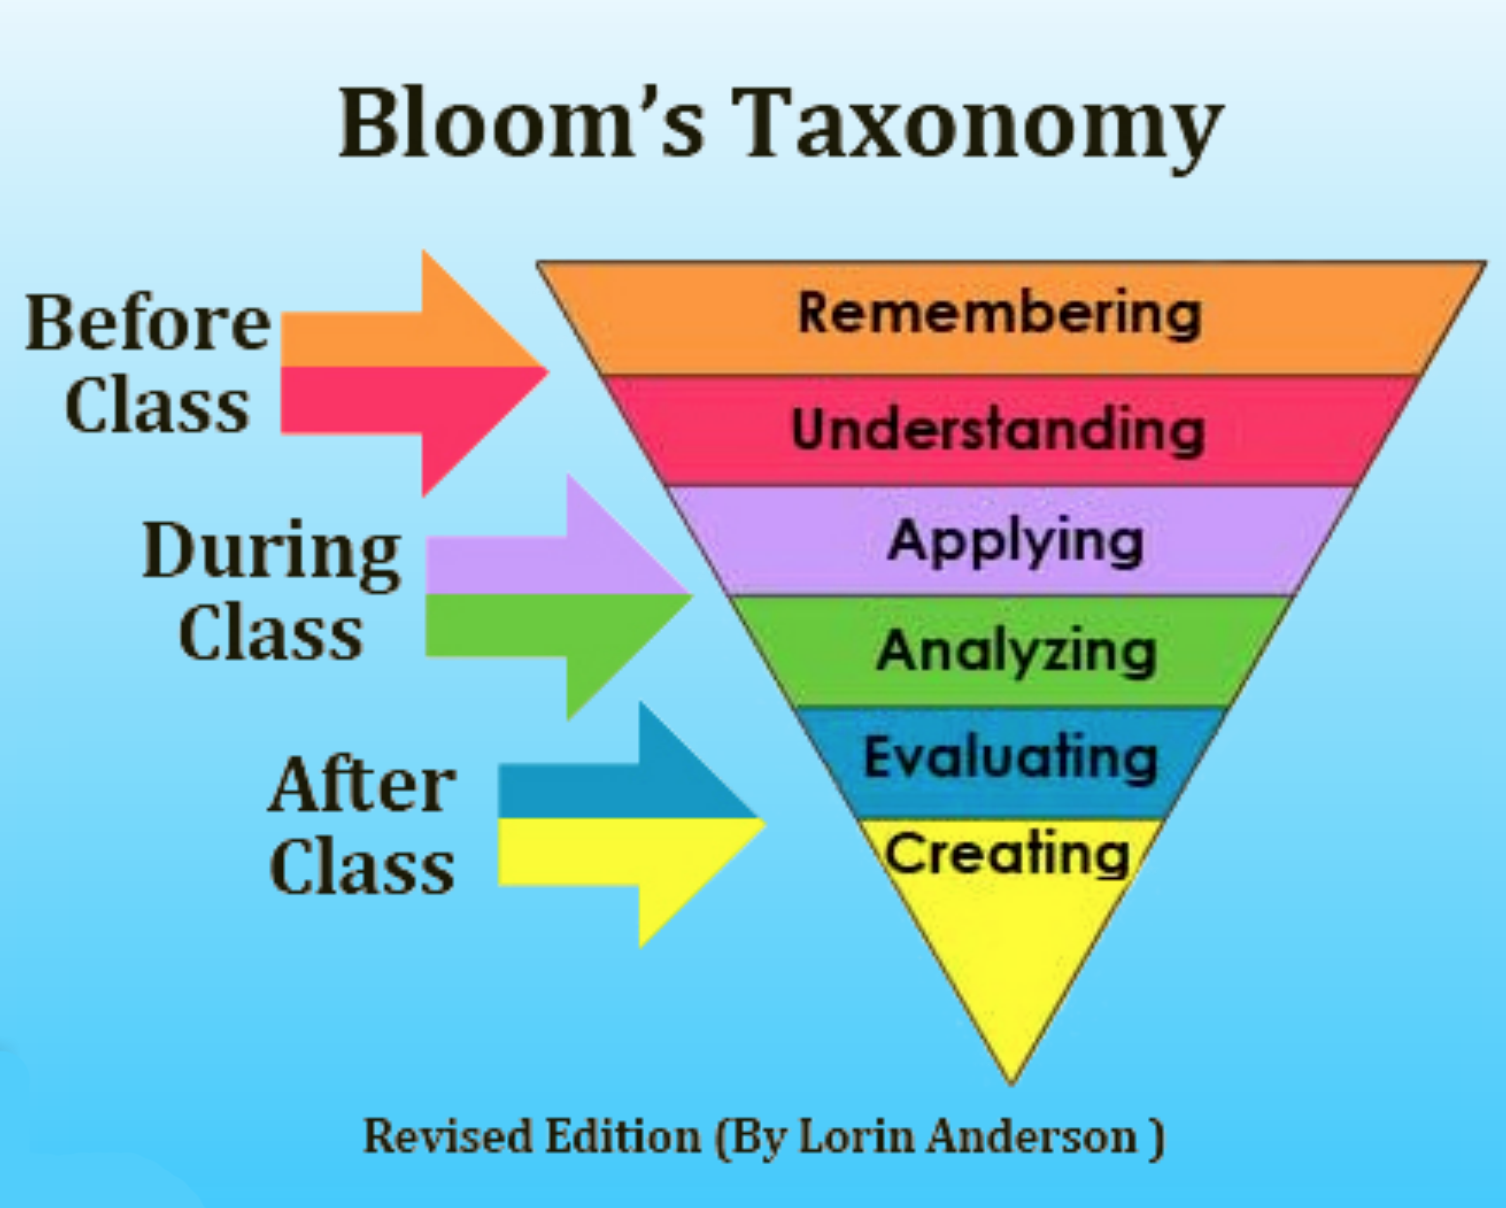 Bloom’s Taxonomy
Before
Class
Remembering
Understanding
During
Class
Applying
Analyzing
After
Class
Evaluating
Creating
Revised Edition (By Lorin Anderson )